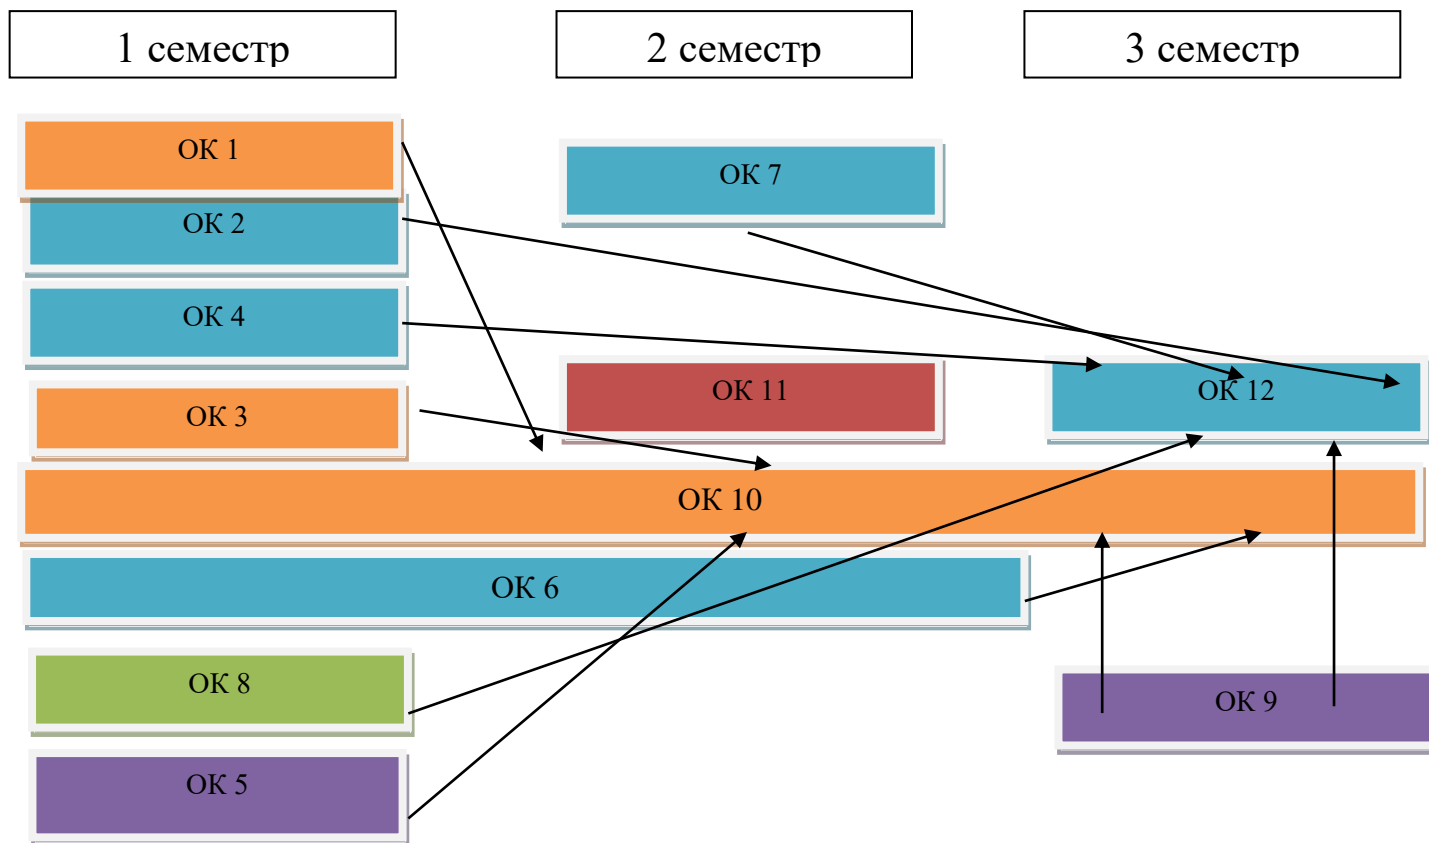 1 семестр
2 семестр
3 семестр
ОК 1
ОК 7
ОК 2
ОК 4
ОК 11
ОК 12
ОК 3
ОК 10
ОК 6
ОК 8
ОК 9
ОК 5